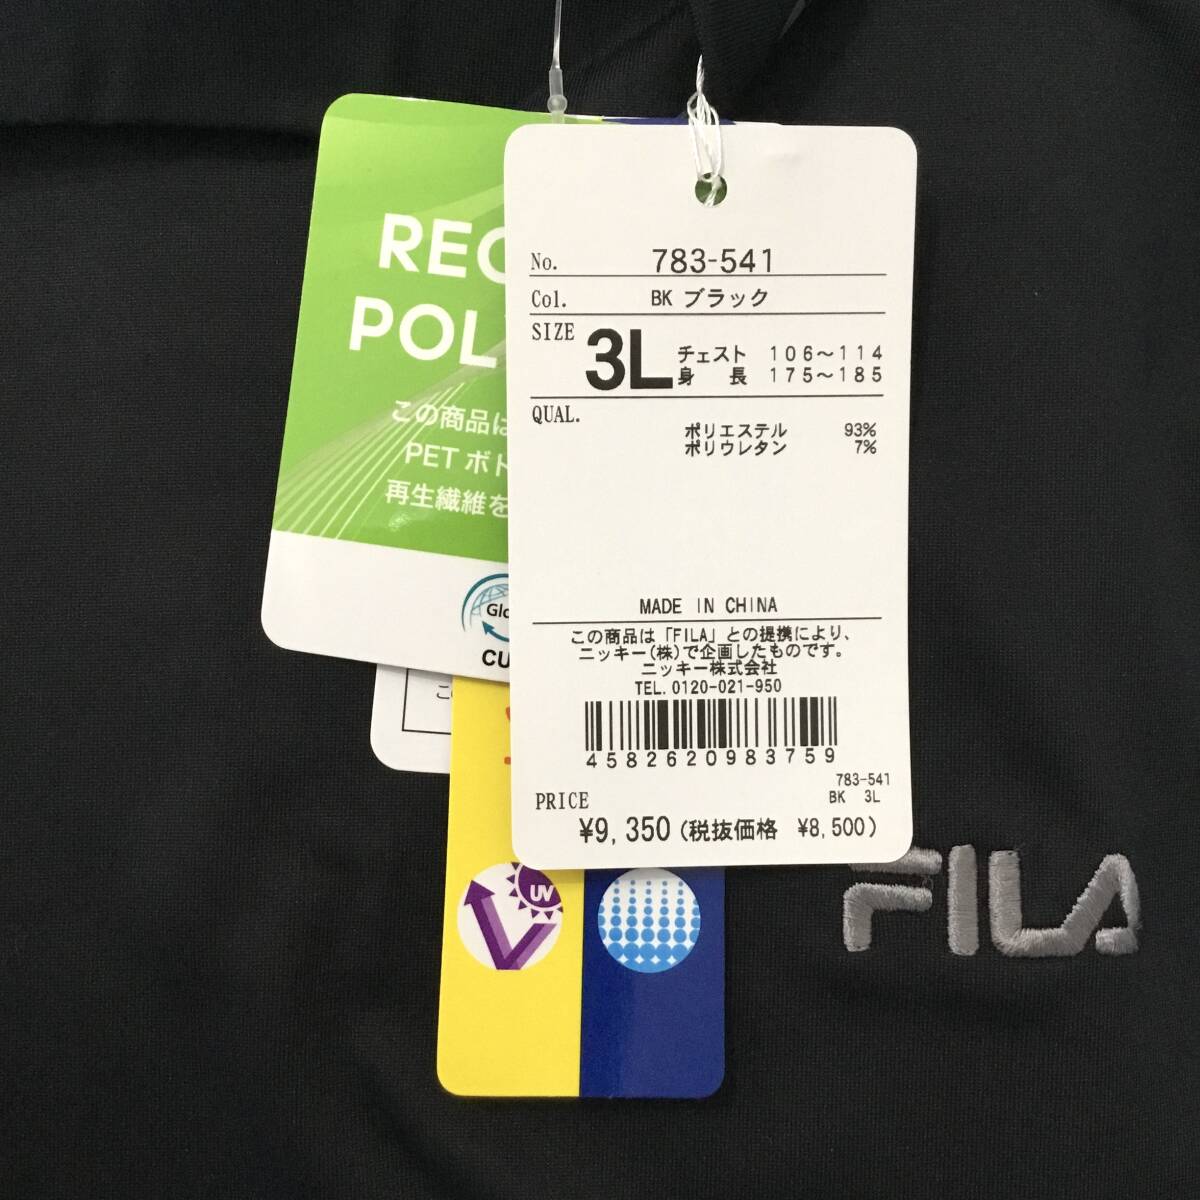 No. 783-541
Col. BK ブラック
SIZE 3L チェスト 106～114
身 長 175～185
QUAL. ポリエステル 93%
ポリウレタン 7%
MADE IN CHINA
この商品は「FILA」との提携により、
ニッキー(株)で企画したものです。
ニッキー株式会社
TEL.0120-021-950
4582620983759
783-541
BK 3L
PRICE
¥9,350(税抜価格 ¥8,500)
この商品は
PETボト
再生繊維を
UV
FILA